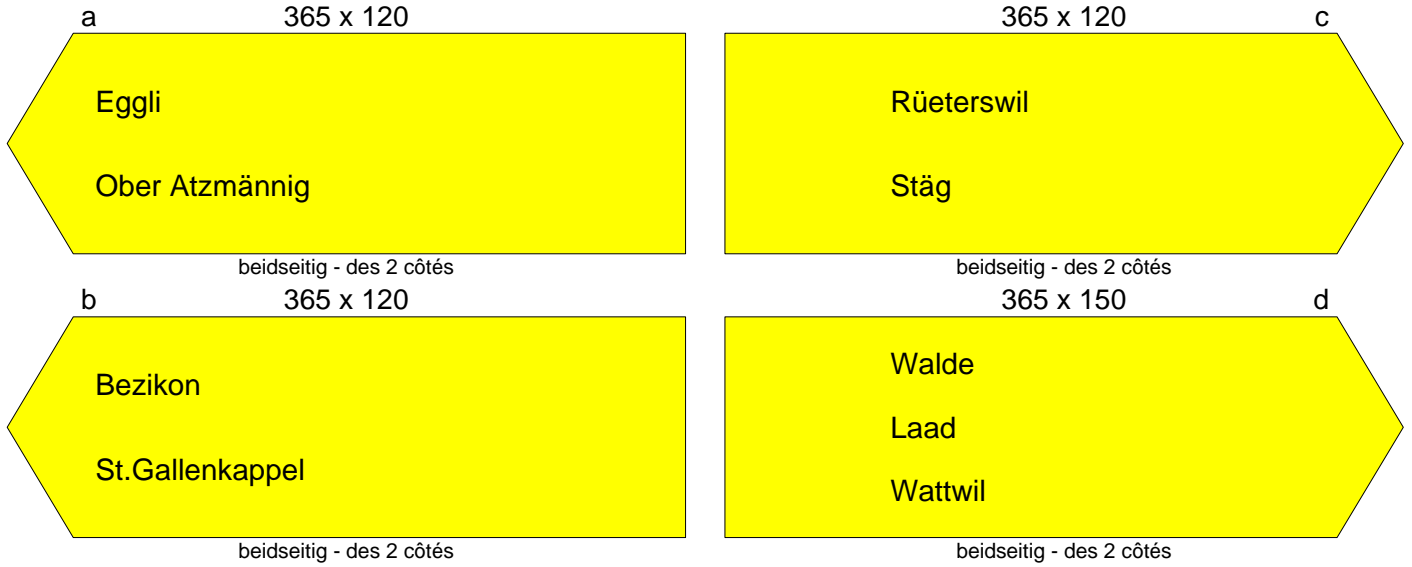 a 365 x 120
Eggli
Ober Atzmännig
beidseitig - des 2 côtés
365 x 120 c
Rüeterswil
Stäg
beidseitig - des 2 côtés
b 365 x 120
Bezikon
St.Gallenkappel
beidseitig - des 2 côtés
365 x 150 d
Walde
Laad
Wattwil
beidseitig - des 2 côtés